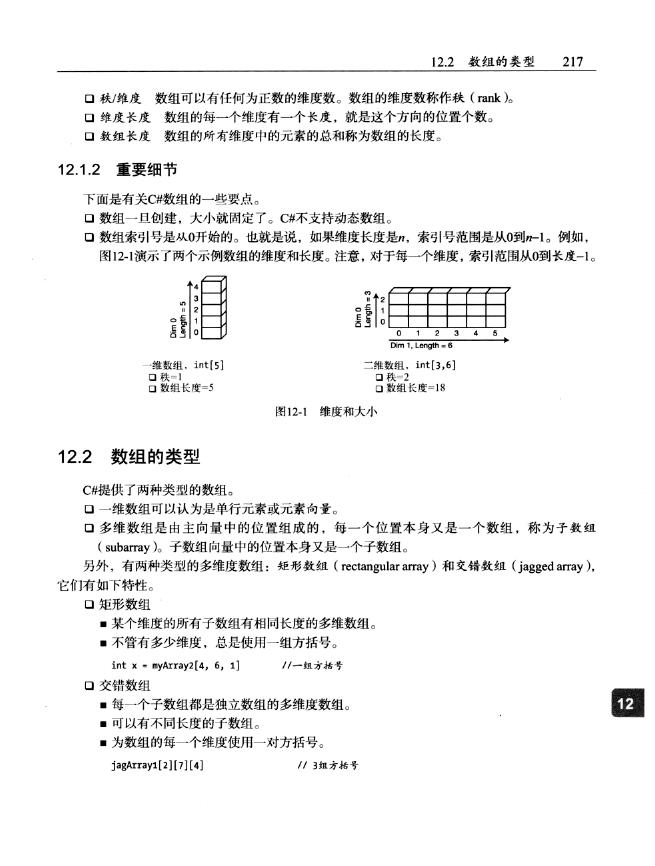 12.2 数组的类型 217
秩/维度 数组可以有任何为正数的维度数。数组的维度数称作秩（rank）。
维度长度 数组的每一个维度有一个长度，就是这个方向的位置个数。
数组长度 数组的所有维度中的元素的总和称为数组的长度。
12.1.2 重要细节
下面是有关C#数组的一些要点。
数组一旦创建，大小就固定了。C#不支持动态数组。
数组索引号是从0开始的。也就是说，如果维度长度是n，索引号范围是从0到n-1。例如，
图12-1演示了两个示例数组的维度和长度。注意，对于每一个维度，索引范围从0到长度-1。
Dim 0
Length = 5
4
3
2
1
0
Dim 0
Length = 3
2
1
0
0 1 2 3 4 5
Dim 1, Length = 6
一维数组，int[5]
秩=1
数组长度=5
二维数组，int[3,6]
秩=2
数组长度=18
图12-1 维度和大小
12.2 数组的类型
C#提供了两种类型的数组。
一维数组可以认为是单行元素或元素向量。
多维数组是由主向量中的位置组成的，每一个位置本身又是一个数组，称为子数组
（subarray）。子数组向量中的位置本身又是一个子数组。
另外，有两种类型的多维度数组：矩形数组（rectangular array）和交错数组（jagged array），
它们有如下特性。
矩形数组
■ 某个维度的所有子数组有相同长度的多维数组。
■ 不管有多少维度，总是使用一组方括号。
int x = myArray2[4, 6, 1] //一组方括号
交错数组
■ 每一个子数组都是独立数组的多维度数组。
■ 可以有不同长度的子数组。
■ 为数组的每一个维度使用一对方括号。
jagArray1[2][7][4] // 3组方括号
12